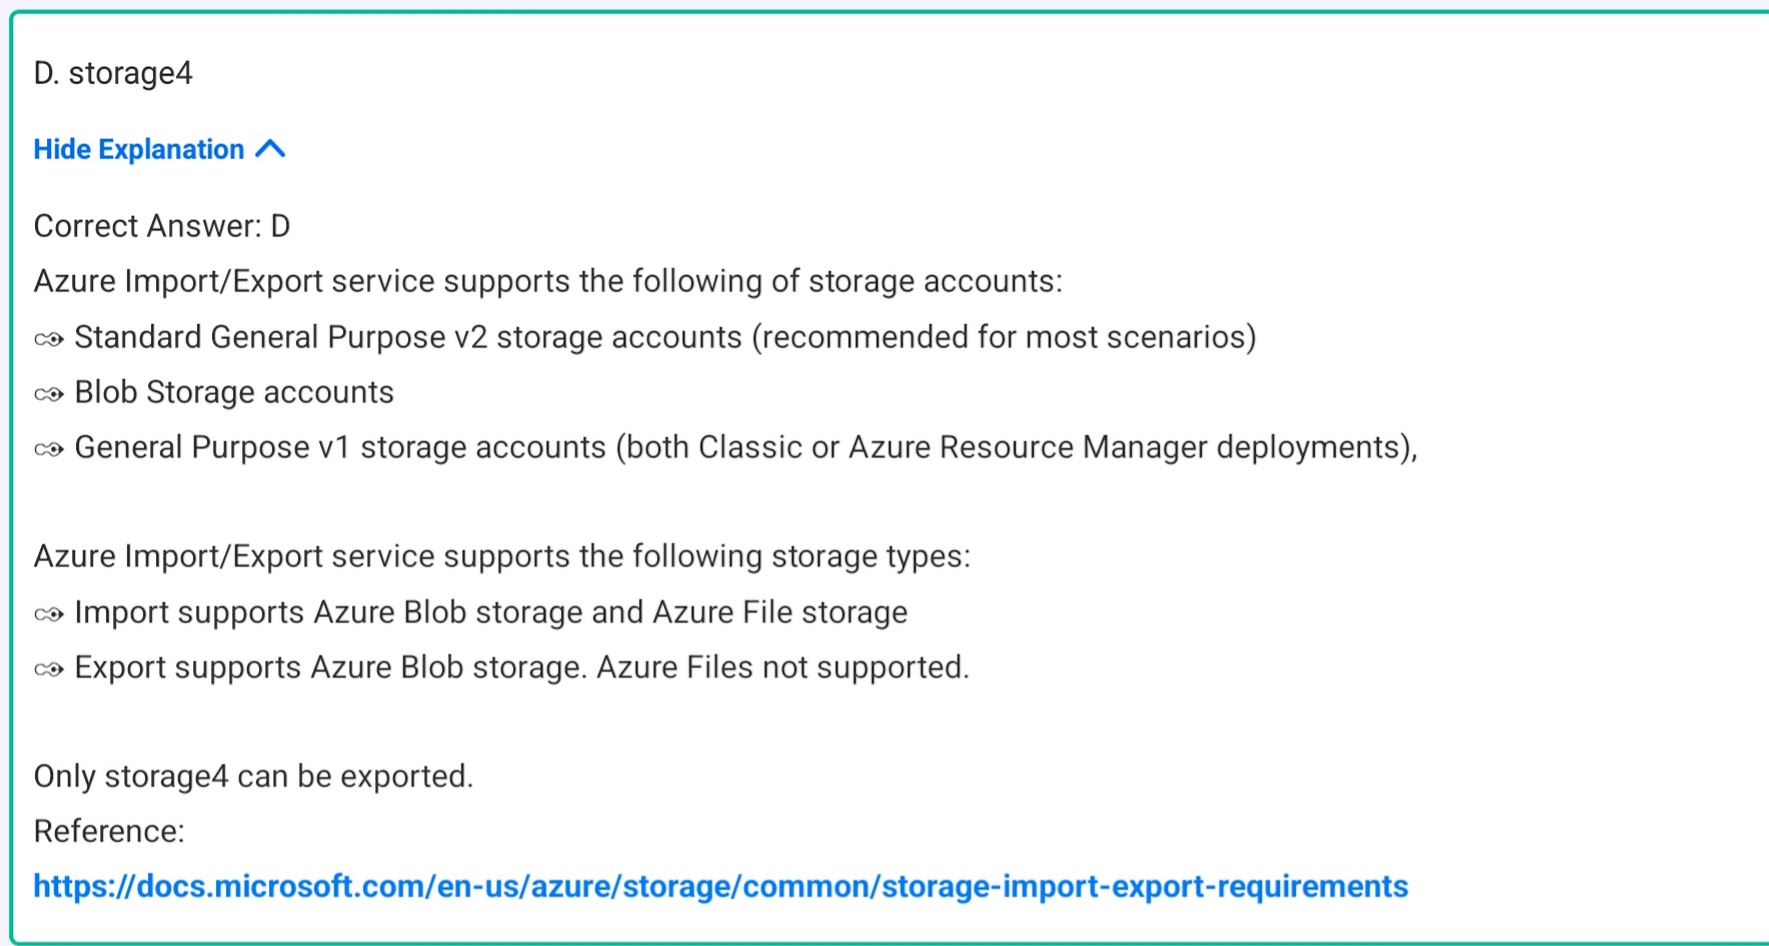 D. storage4
Hide Explanation
Correct Answer: D
Azure Import/Export service supports the following of storage accounts:
Standard General Purpose v2 storage accounts (recommended for most scenarios)
Blob Storage accounts
General Purpose v1 storage accounts (both Classic or Azure Resource Manager deployments),
Azure Import/Export service supports the following storage types:
Import supports Azure Blob storage and Azure File storage
Export supports Azure Blob storage. Azure Files not supported.
Only storage4 can be exported.
Reference:
https://docs.microsoft.com/en-us/azure/storage/common/storage-import-export-requirements